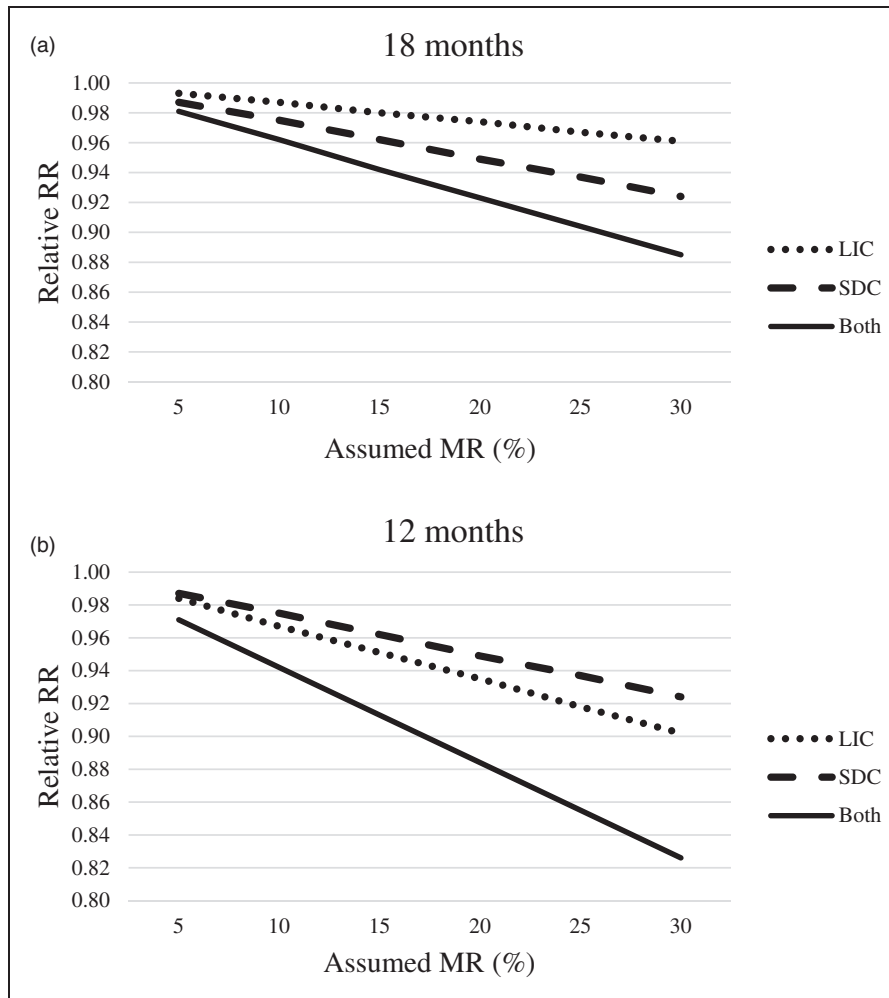 (a)
18 months
1.00
0.98
0.96
0.94
0.92
0.90
0.88
0.86
0.84
0.82
0.80
Relative RR
5 10 15 20 25 30
Assumed MR (%)
LIC
SDC
Both
(b)
12 months
1.00
0.98
0.96
0.94
0.92
0.90
0.88
0.86
0.84
0.82
0.80
Relative RR
5 10 15 20 25 30
Assumed MR (%)
LIC
SDC
Both